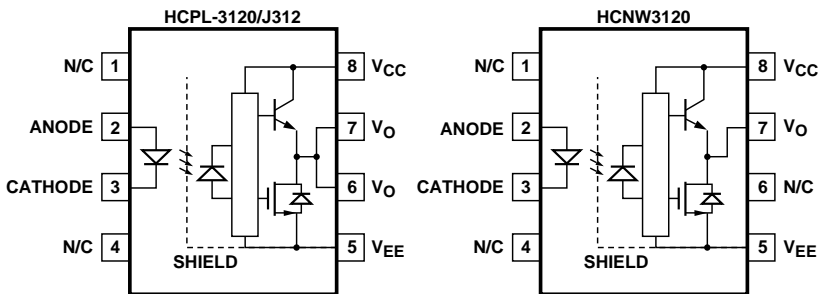 HCPL-3120/J312
N/C 1
ANODE 2
CATHODE 3
N/C 4
8 VCC
7 VO
6 VO
5 VEE
SHIELD
HCNW3120
N/C 1
ANODE 2
CATHODE 3
N/C 4
8 VCC
7 VO
6 N/C
5 VEE
SHIELD